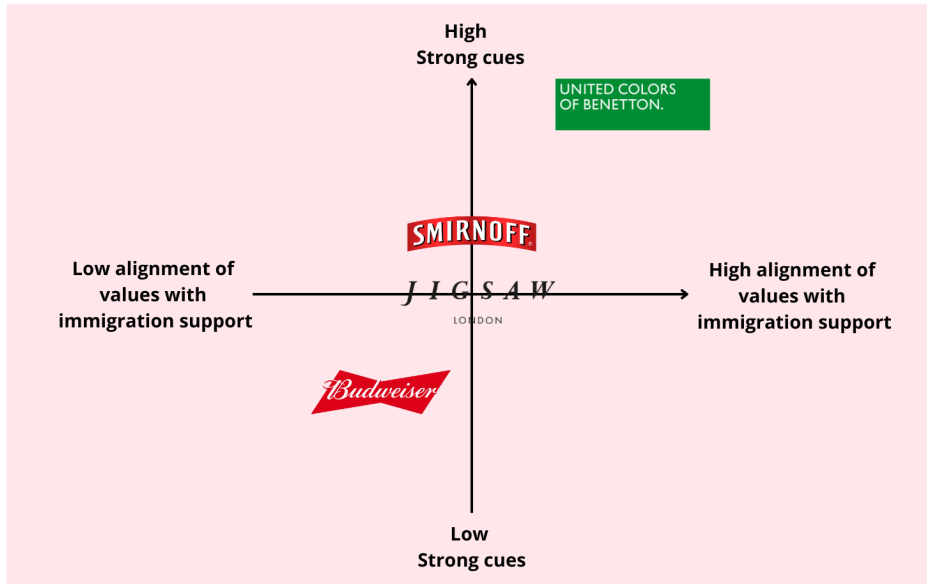 High
Strong cues
UNITED COLORS
OF BENETTON.
SMIRNOFF
Low alignment of
values with
immigration support
JIGSAW
LONDON
High alignment of
values with
immigration support
Budweiser
Low
Strong cues